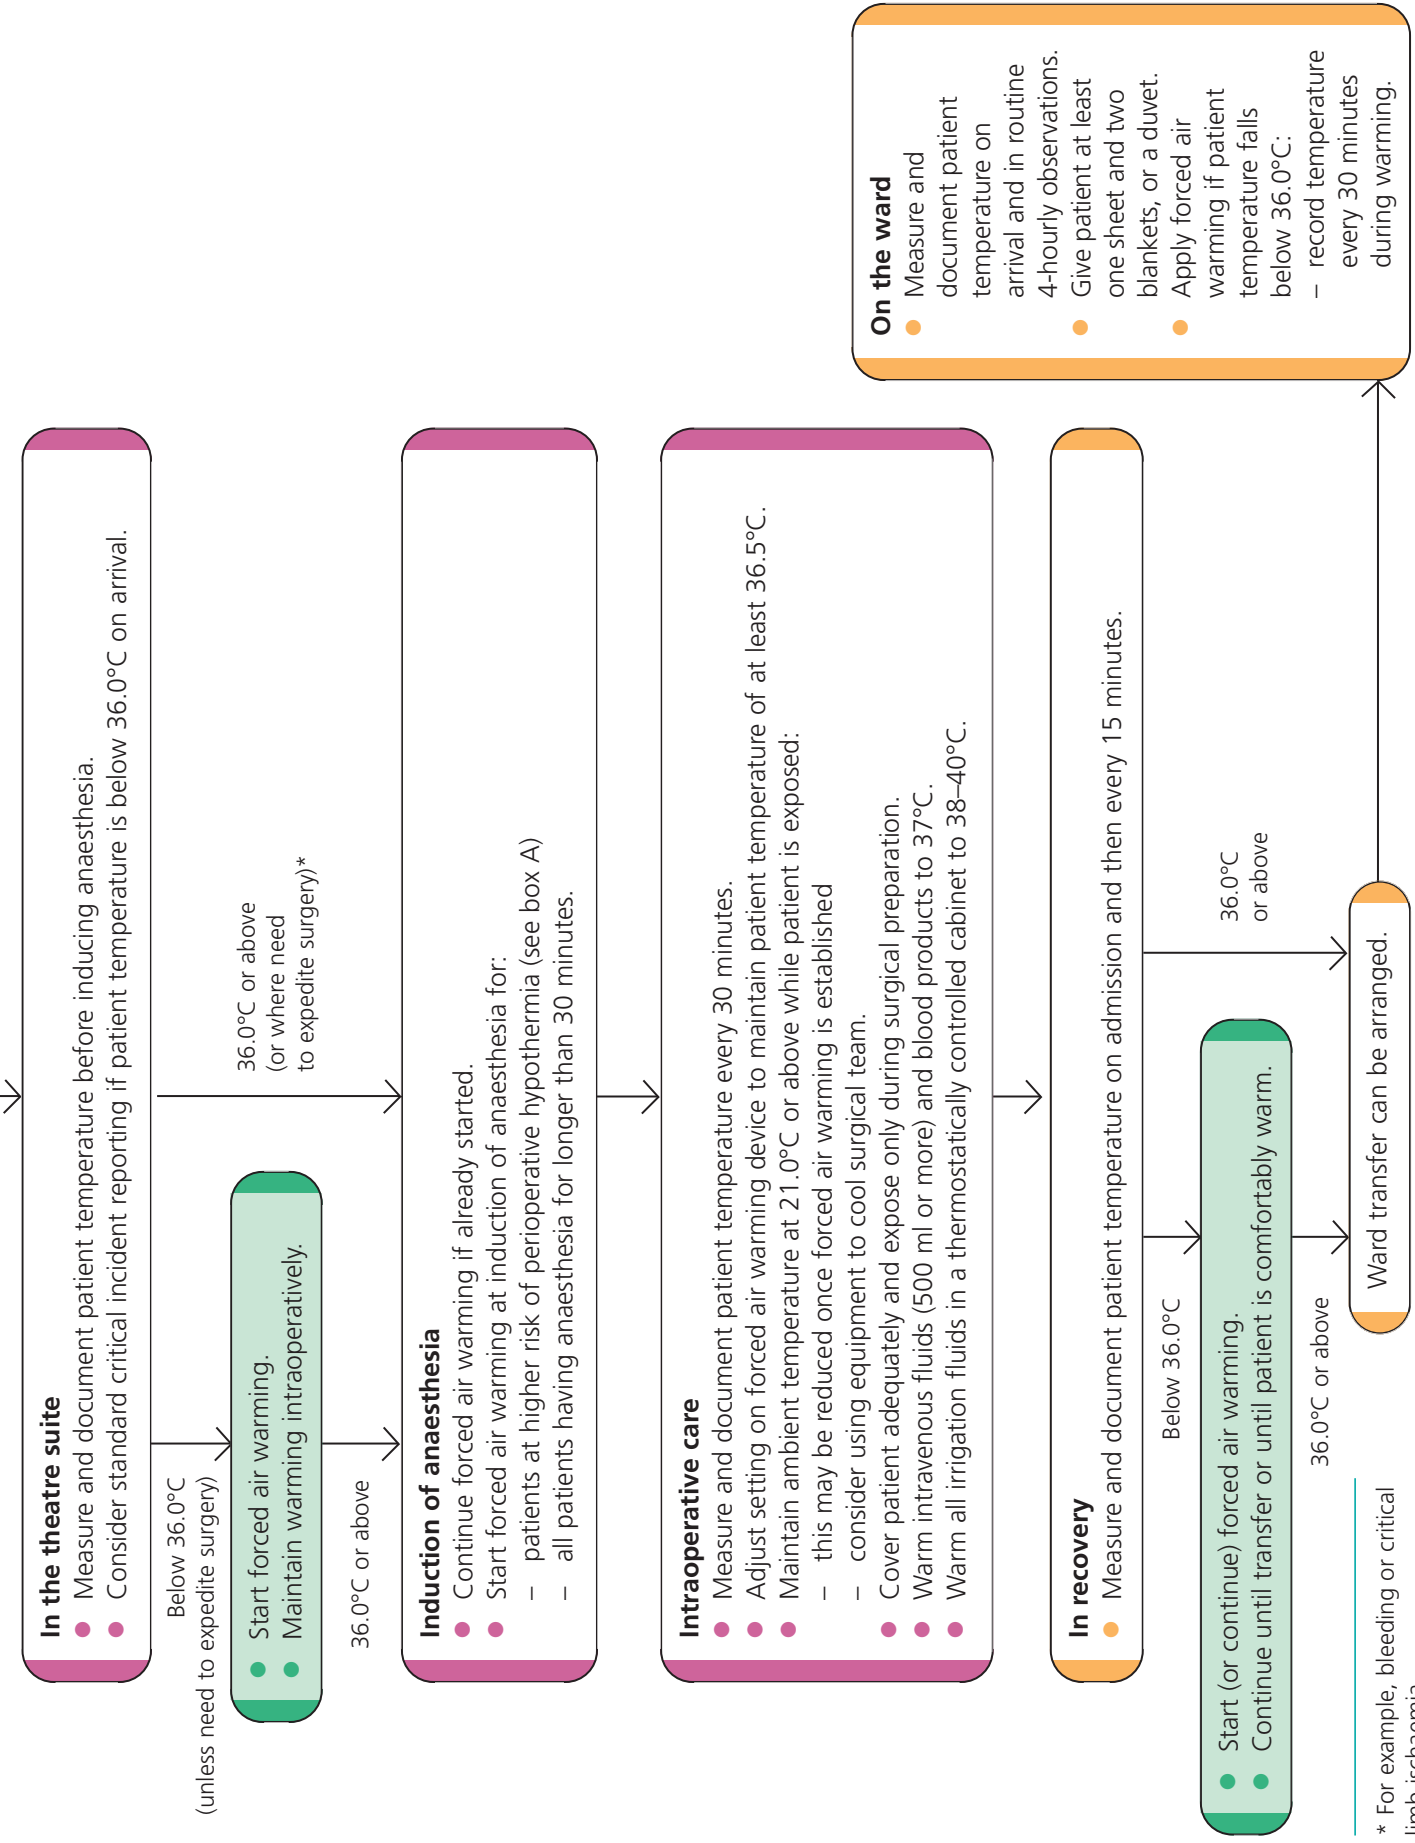 In the theatre suite
● Measure and document patient temperature before inducing anaesthesia.
● Consider standard critical incident reporting if patient temperature is below 36.0°C on arrival.
Below 36.0°C
(unless need to expedite surgery)
36.0°C or above
(or where need
to expedite surgery)*
● Start forced air warming.
● Maintain warming intraoperatively.
36.0°C or above
Induction of anaesthesia
● Continue forced air warming if already started.
● Start forced air warming at induction of anaesthesia for:
– patients at higher risk of perioperative hypothermia (see box A)
– all patients having anaesthesia for longer than 30 minutes.
Intraoperative care
● Measure and document patient temperature every 30 minutes.
● Adjust setting on forced air warming device to maintain patient temperature of at least 36.5°C.
● Maintain ambient temperature at 21.0°C or above while patient is exposed:
– this may be reduced once forced air warming is established
– consider using equipment to cool surgical team.
● Cover patient adequately and expose only during surgical preparation.
● Warm intravenous fluids (500 ml or more) and blood products to 37°C.
● Warm all irrigation fluids in a thermostatically controlled cabinet to 38–40°C.
In recovery
● Measure and document patient temperature on admission and then every 15 minutes.
Below 36.0°C
36.0°C
or above
● Start (or continue) forced air warming.
● Continue until transfer or until patient is comfortably warm.
36.0°C or above
Ward transfer can be arranged.
On the ward
● Measure and
document patient
temperature on
arrival and in routine
4-hourly observations.
● Give patient at least
one sheet and two
blankets, or a duvet.
● Apply forced air
warming if patient
temperature falls
below 36.0°C:
– record temperature
every 30 minutes
during warming.
* For example, bleeding or critical
limb ischaemia